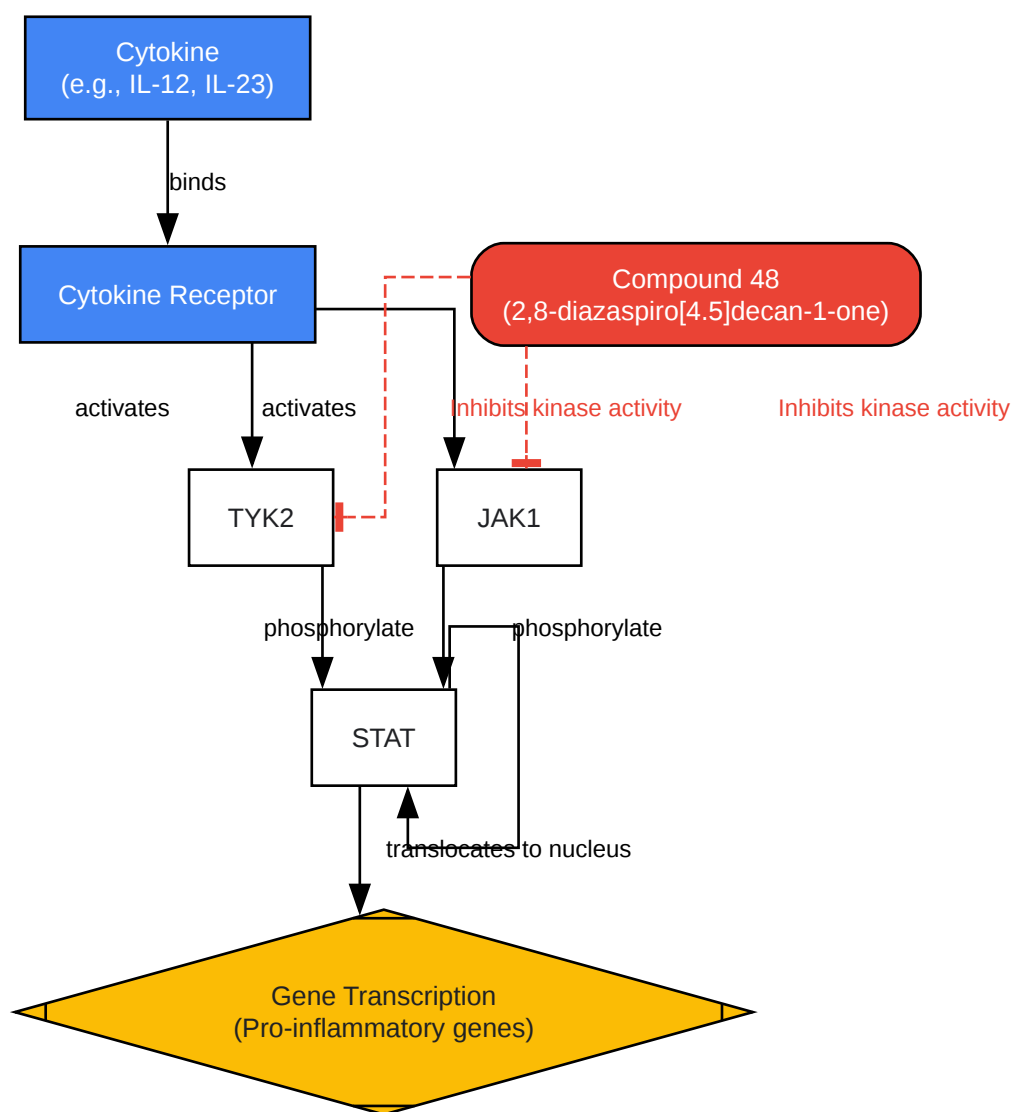 Cytokine
(e.g., IL-12, IL-23)
binds
Cytokine Receptor
Compound 48
(2,8-diazaspiro[4.5]decan-1-one)
activates
activates
Inhibits kinase activity
Inhibits kinase activity
TYK2
JAK1
phosphorylate
phosphorylate
STAT
translocates to nucleus
Gene Transcription
(Pro-inflammatory genes)